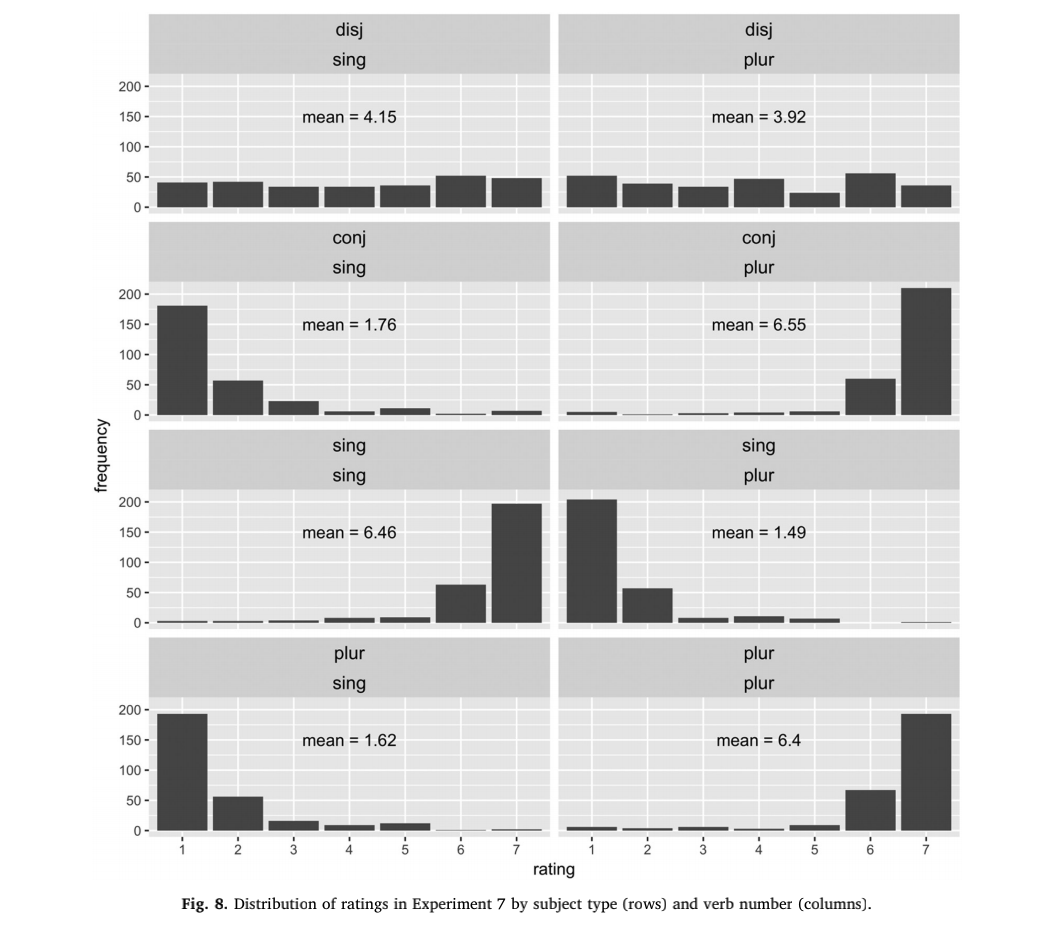 disj disj
sing plur
200
150
100
50
0
mean = 4.15 mean = 3.92
conj conj
sing plur
200
150
100
50
0
mean = 1.76 mean = 6.55
sing sing
sing plur
200
150
100
50
0
mean = 6.46 mean = 1.49
plur plur
sing plur
200
150
100
50
0
mean = 1.62 mean = 6.4
frequency
1 2 3 4 5 6 7 1 2 3 4 5 6 7
rating
Fig. 8. Distribution of ratings in Experiment 7 by subject type (rows) and verb number (columns).